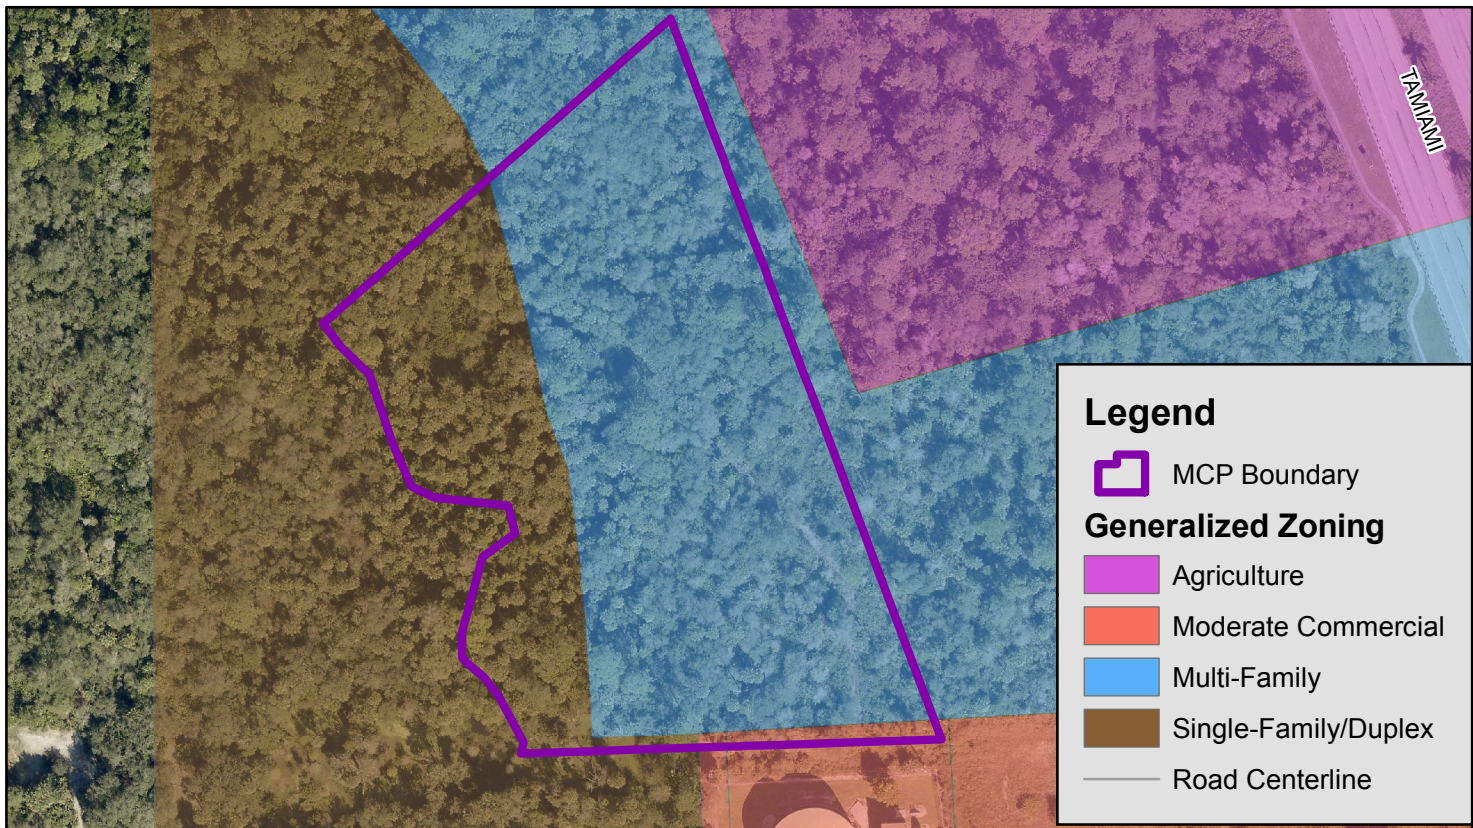 TAMIAMI
Legend
MCP Boundary
Generalized Zoning
Agriculture
Moderate Commercial
Multi-Family
Single-Family/Duplex
Road Centerline